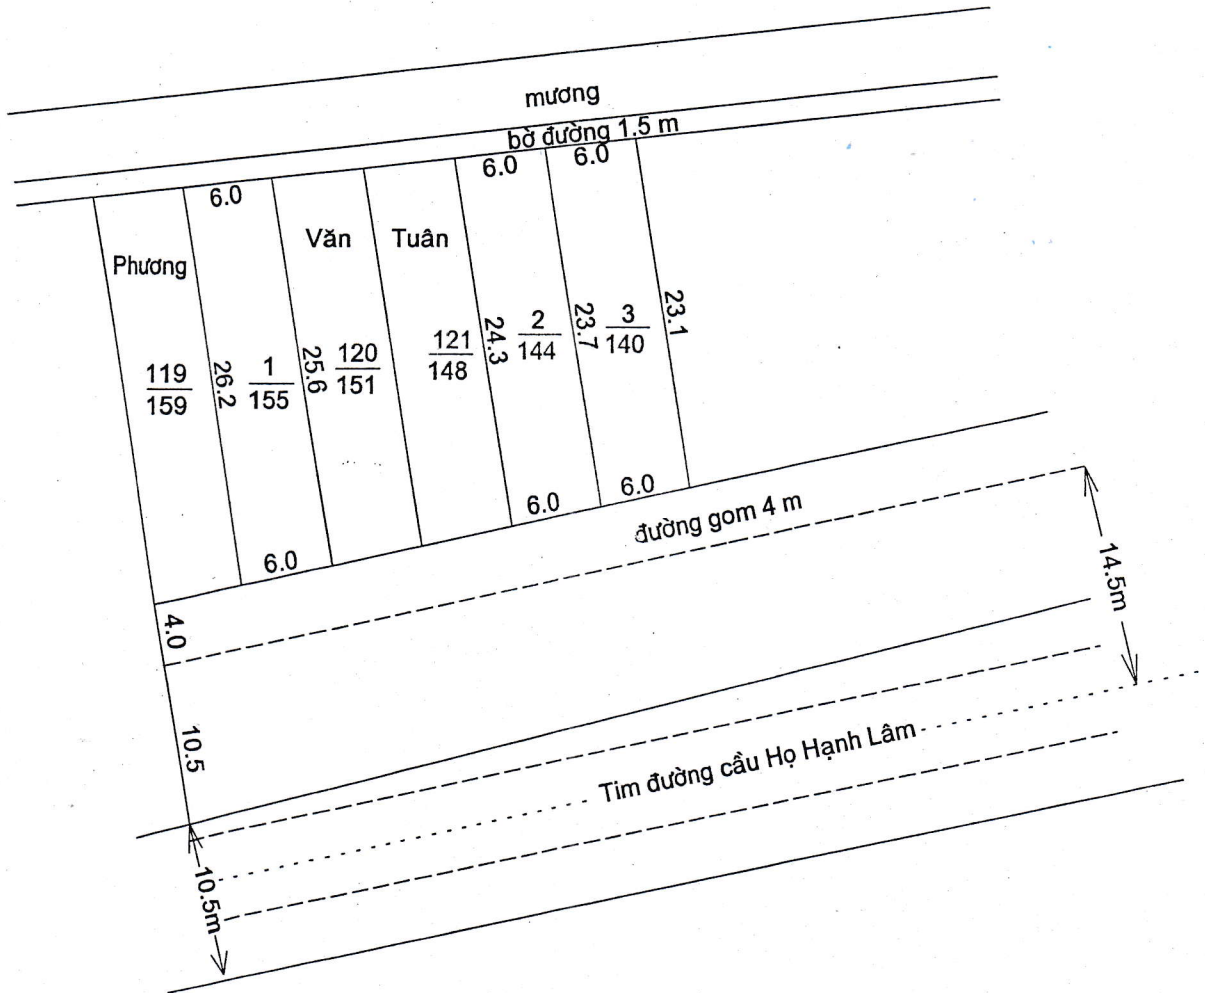 mương
bờ đường 1.5 m
6.0
6.0
6.0
Phương
Văn
Tuân
119
159
26.2
1
155
25.6
120
151
121
148
24.3
2
144
23.7
3
140
23.1
6.0
6.0
6.0
đường gom 4 m
4.0
10.5
14.5m
Tim đường cầu Họ Hạnh Lâm
10.5m